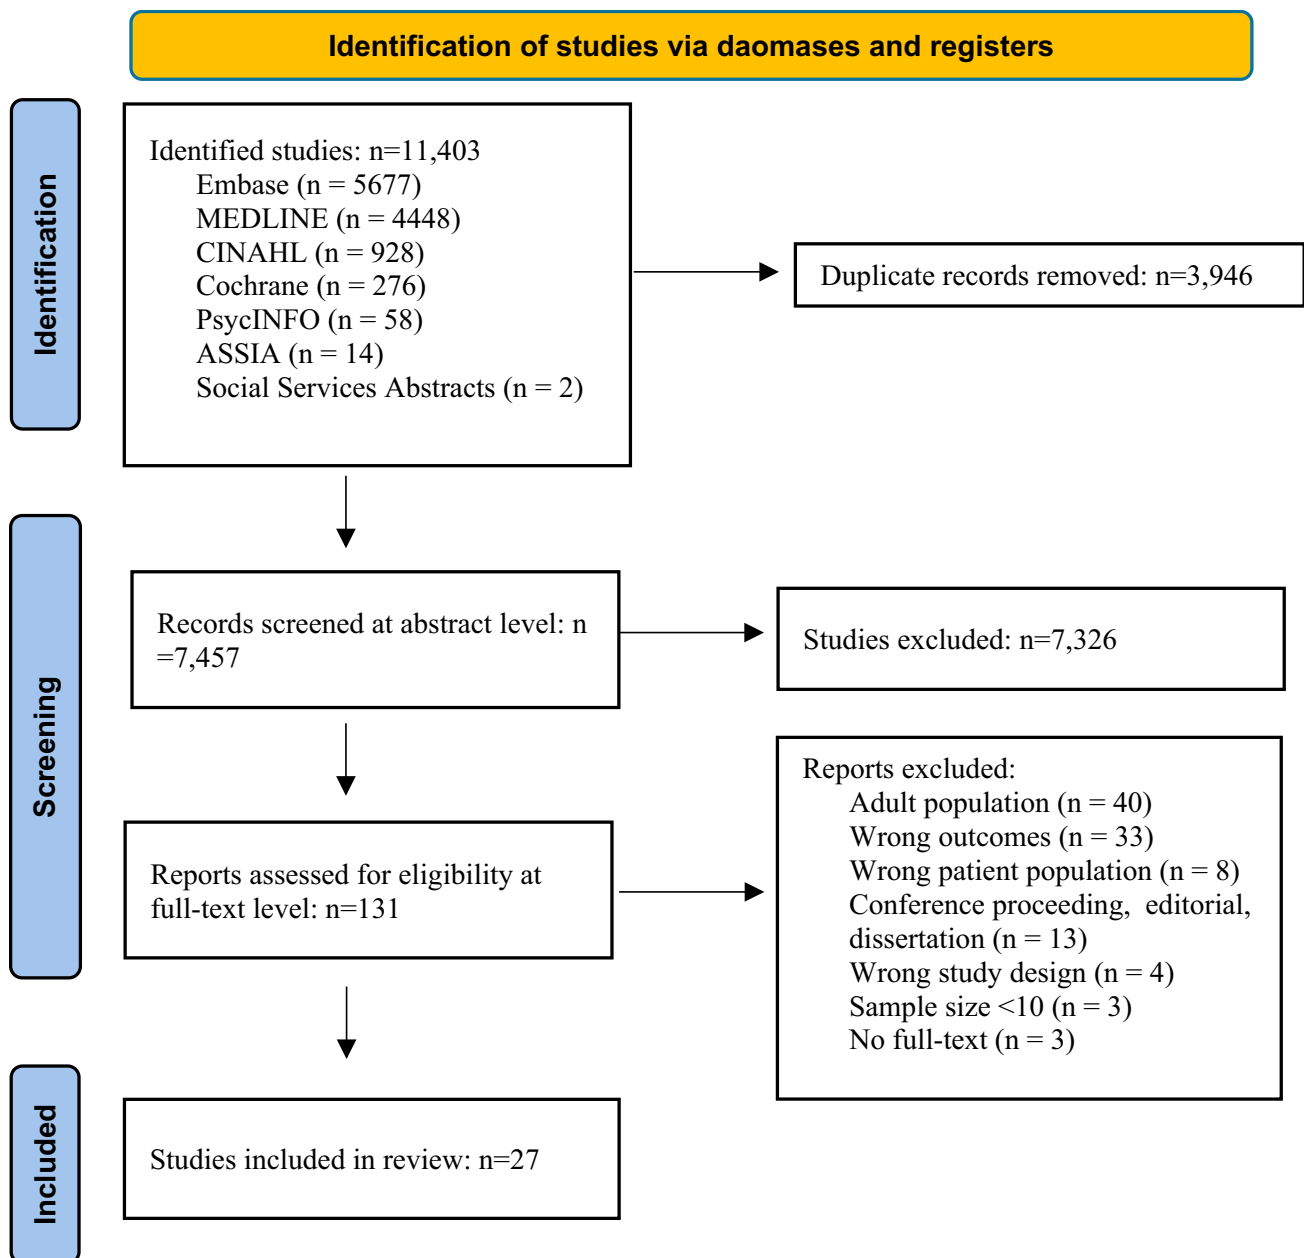 Identification of studies via daomases and registers
Identification
Identified studies: n=11,403
Embase (n = 5677)
MEDLINE (n = 4448)
CINAHL (n = 928)
Cochrane (n = 276)
PsycINFO (n = 58)
ASSIA (n = 14)
Social Services Abstracts (n = 2)
Duplicate records removed: n=3,946
Screening
Records screened at abstract level: n
=7,457
Studies excluded: n=7,326
Reports assessed for eligibility at
full-text level: n=131
Reports excluded:
Adult population (n = 40)
Wrong outcomes (n = 33)
Wrong patient population (n = 8)
Conference proceeding, editorial,
dissertation (n = 13)
Wrong study design (n = 4)
Sample size <10 (n = 3)
No full-text (n = 3)
Included
Studies included in review: n=27